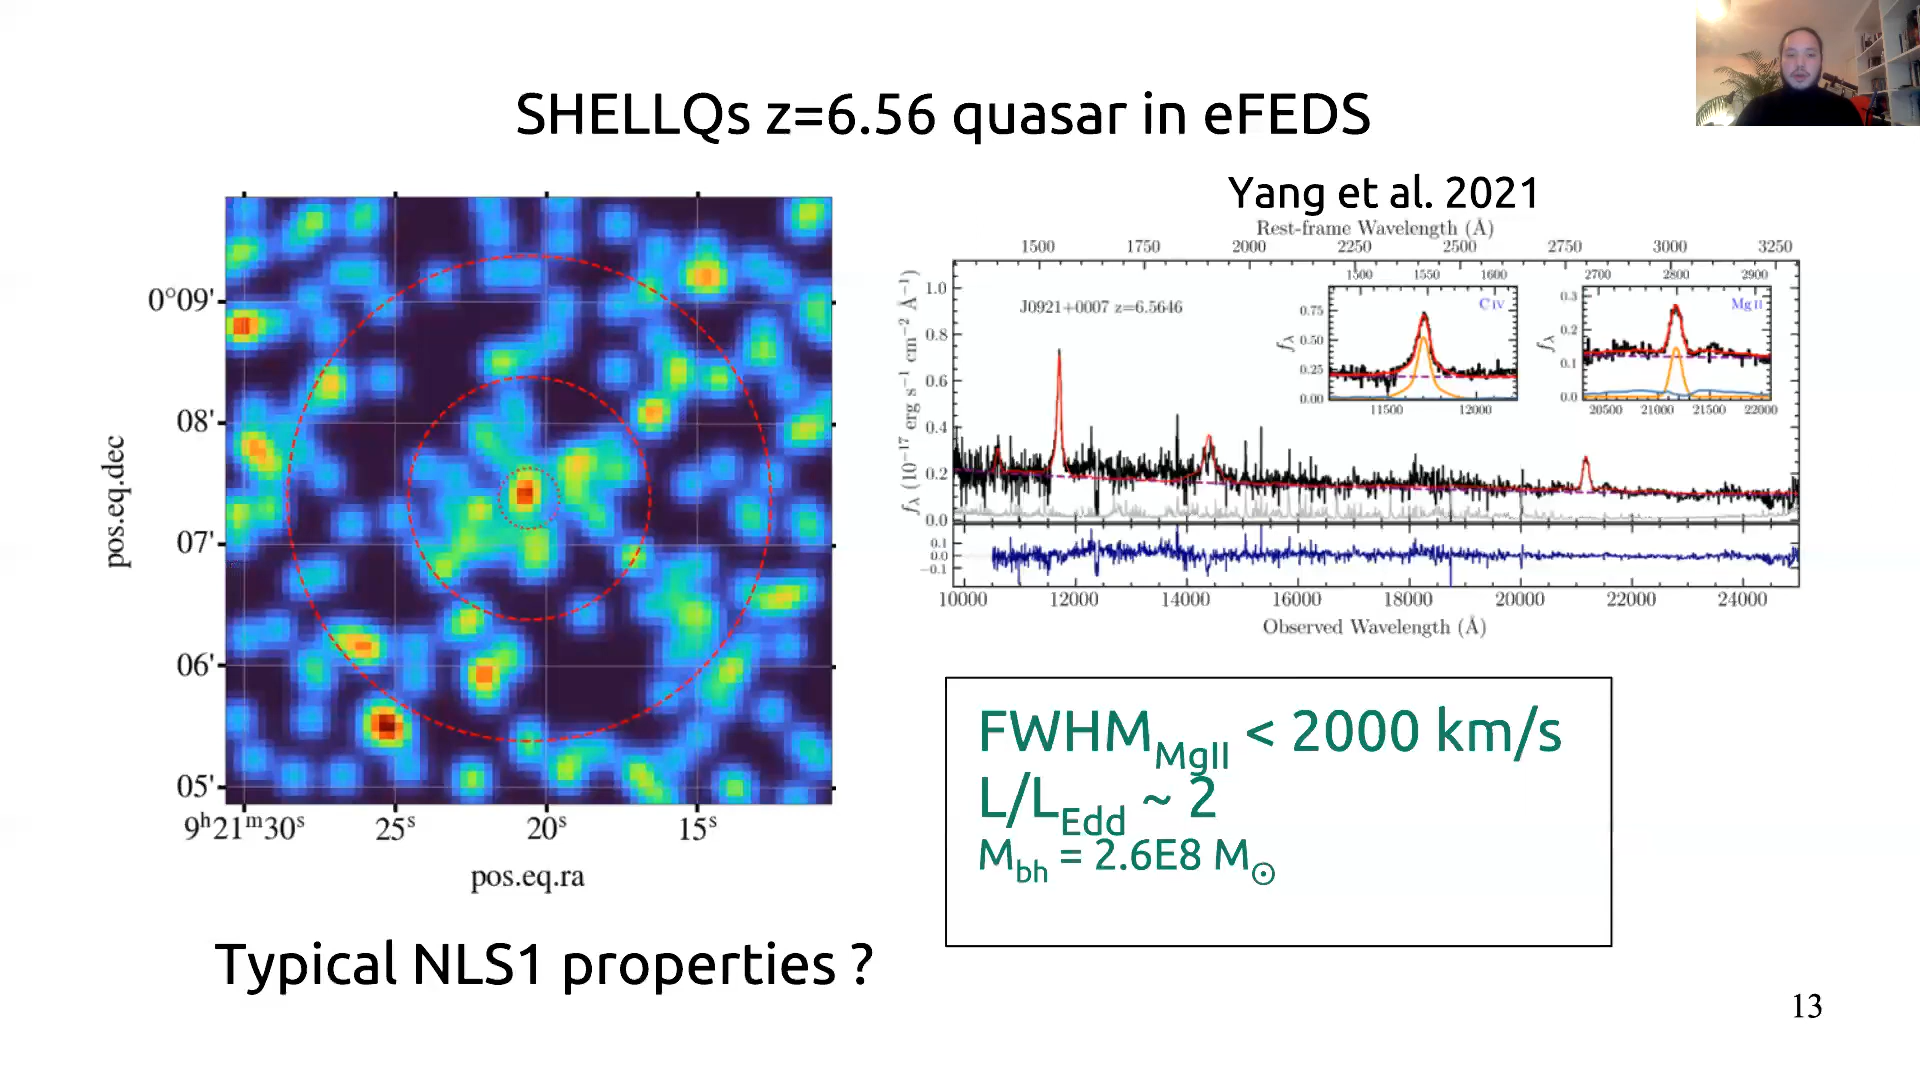 SHELLQs z=6.56 quasar in eFEDS
Yang et al. 2021
Rest-frame Wavelength (Å)
1500 1750 2000 2250 2500 2750 3000 3250
J0921+0007 z=6.5646
1500 1550 1600
C IV
0.75
0.50
0.25
0.00
fλ
11500 12000
2700 2800 2900
Mg II
0.3
0.2
0.1
0.0
fλ
20500 21000 21500 22000
fλ (10⁻¹⁷ erg s⁻¹ cm⁻² Å⁻¹)
1.0
0.8
0.6
0.4
0.2
0.0
0.1
0.0
−0.1
10000 12000 14000 16000 18000 20000 22000 24000
Observed Wavelength (Å)
pos.eq.dec
0°09'
08'
07'
06'
05'
9ʰ21ᵐ30ˢ 25ˢ 20ˢ 15ˢ
pos.eq.ra
FWHM_MgII < 2000 km/s
L/L_Edd ~ 2
M_bh = 2.6E8 M_⊙
Typical NLS1 properties ?
13